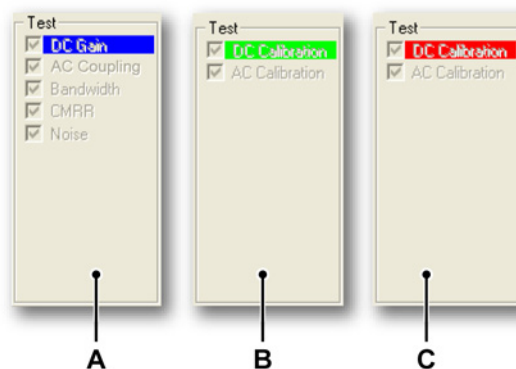 Test
DC Gain
AC Coupling
Bandwidth
CMRR
Noise
Test
DC Calibration
AC Calibration
Test
DC Calibration
AC Calibration
A
B
C